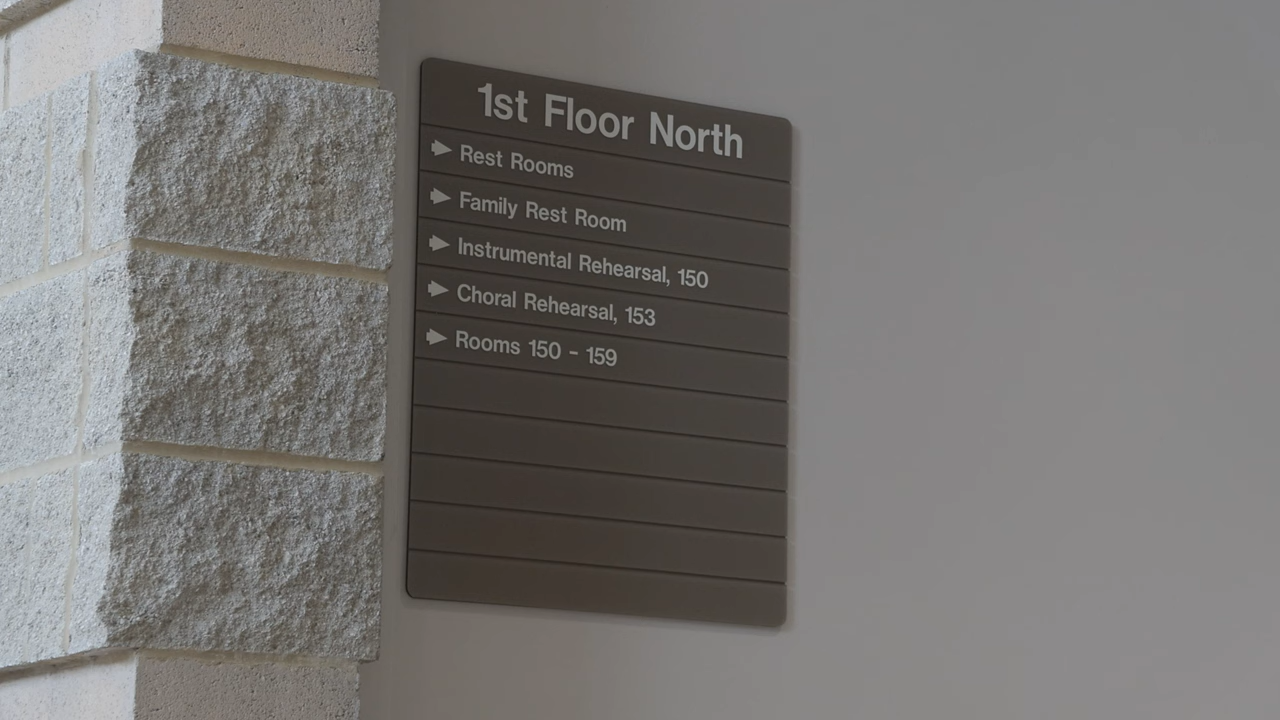 1st Floor North
Rest Rooms
Family Rest Room
Instrumental Rehearsal, 150
Choral Rehearsal, 153
Rooms 150 - 159